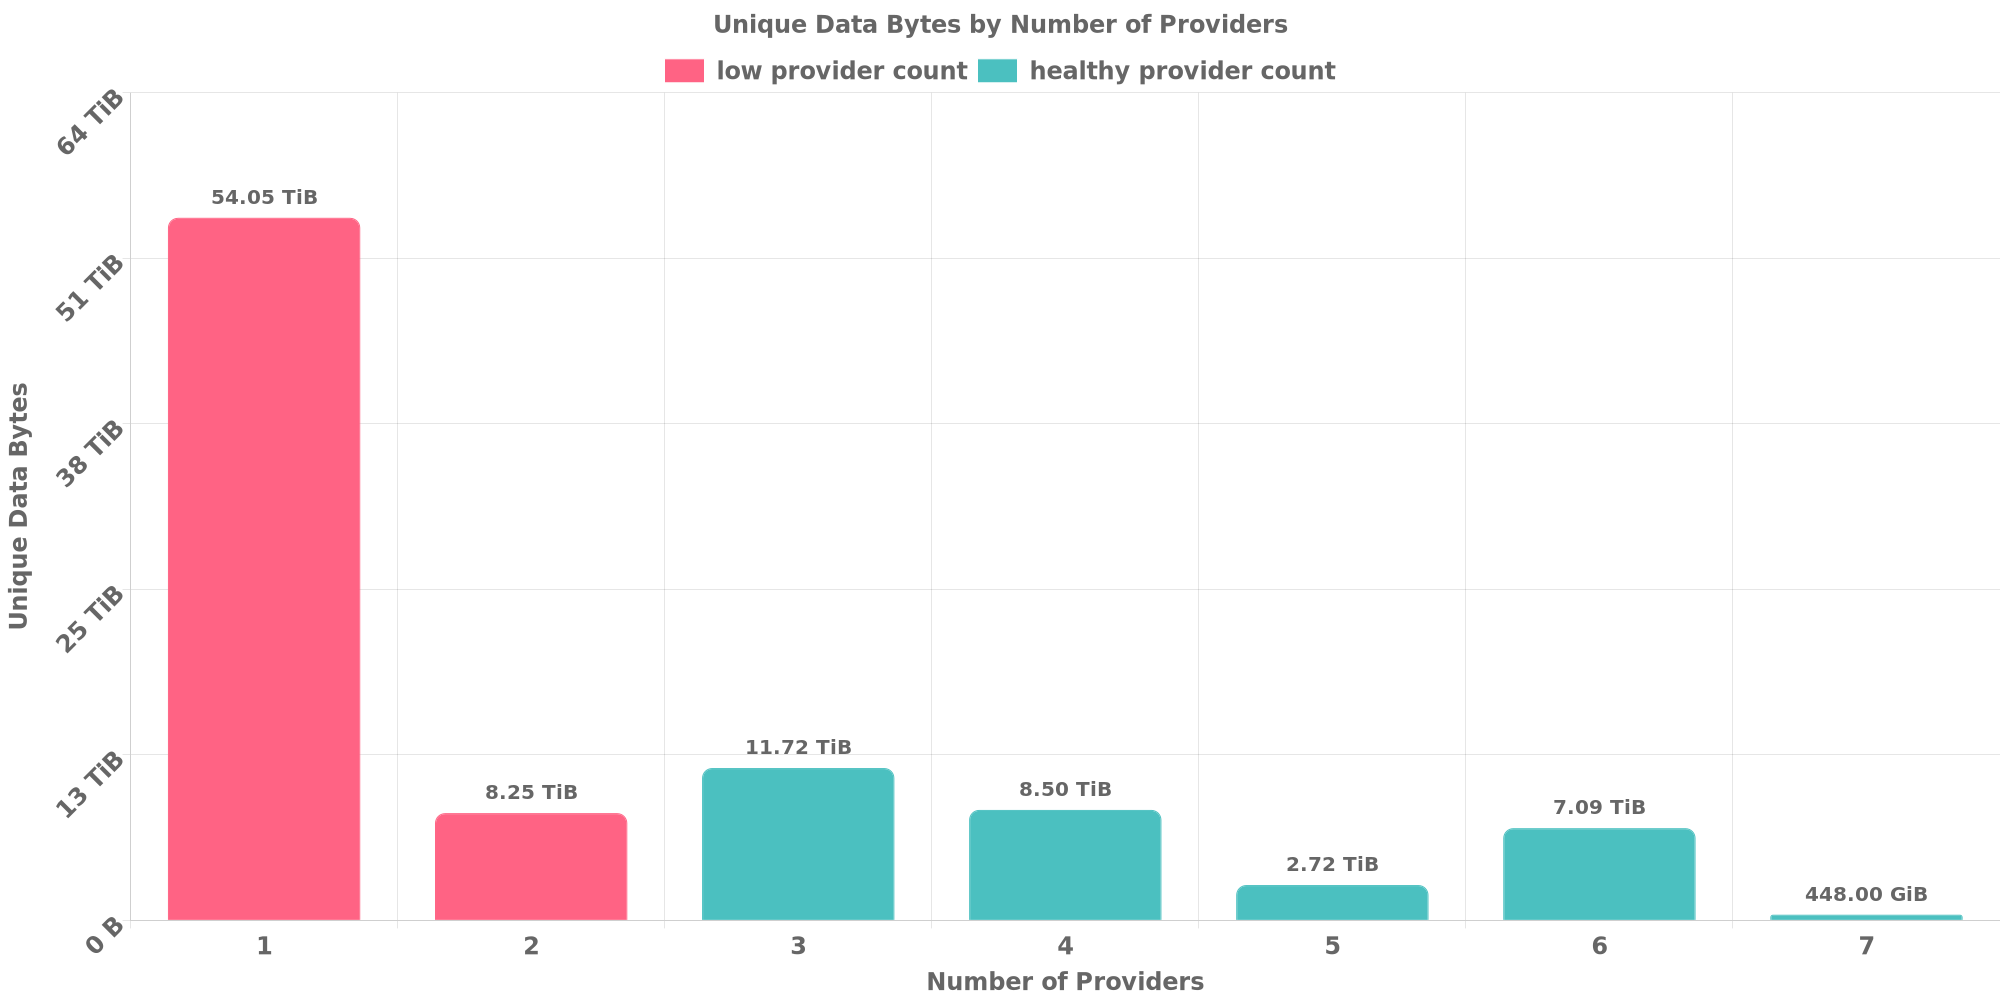 Unique Data Bytes by Number of Providers
low provider count
healthy provider count
Unique Data Bytes
64 TiB
51 TiB
38 TiB
25 TiB
13 TiB
0 B
54.05 TiB
8.25 TiB
11.72 TiB
8.50 TiB
2.72 TiB
7.09 TiB
448.00 GiB
1
2
3
4
5
6
7
Number of Providers